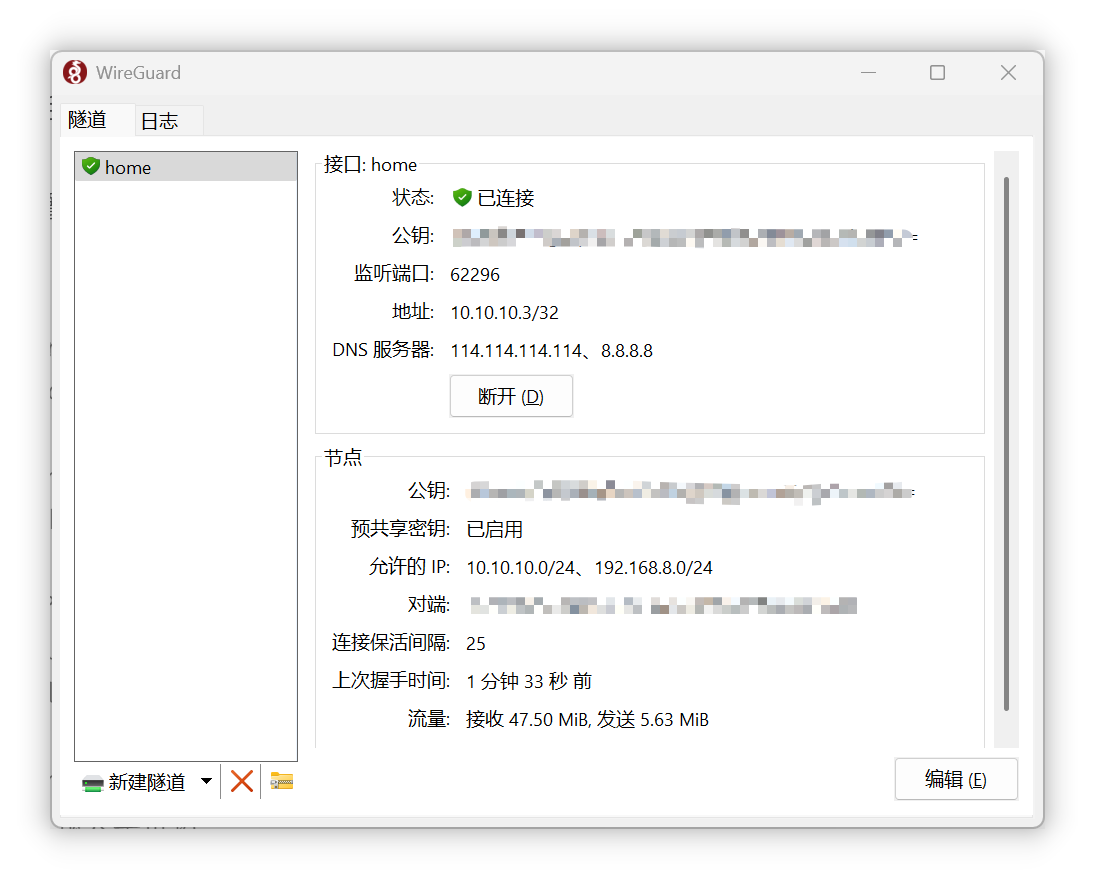 WireGuard
隧道
日志
home
接口: home
状态: 已连接
公钥: =
监听端口: 62296
地址: 10.10.10.3/32
DNS 服务器: 114.114.114.114、8.8.8.8
断开 (D)
节点
公钥: =
预共享密钥: 已启用
允许的 IP: 10.10.10.0/24、192.168.8.0/24
对端:
连接保活间隔: 25
上次握手时间: 1 分钟 33 秒 前
流量: 接收 47.50 MiB, 发送 5.63 MiB
新建隧道
编辑 (E)